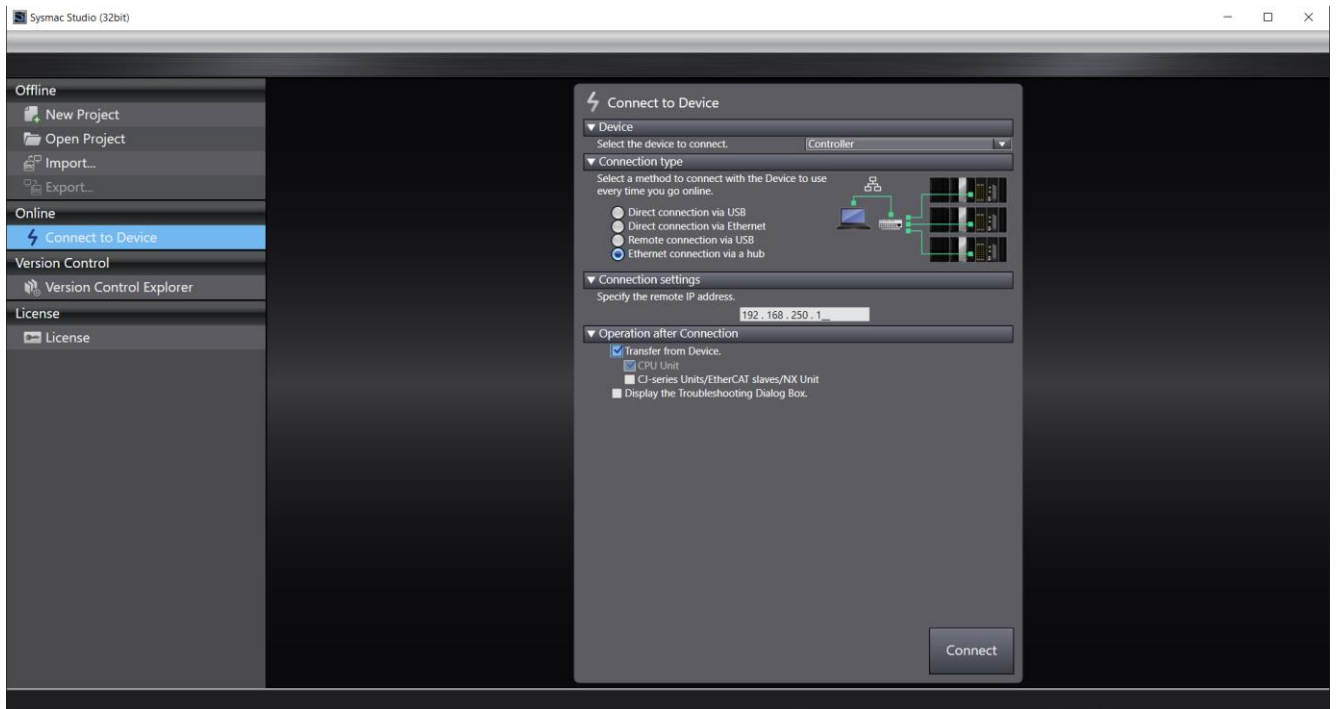 Sysmac Studio (32bit)
Offline
New Project
Open Project
Import...
Export...
Online
Connect to Device
Version Control
Version Control Explorer
License
License
Connect to Device
Device
Select the device to connect. Controller
Connection type
Select a method to connect with the Device to use
every time you go online.
Direct connection via USB
Direct connection via Ethernet
Remote connection via USB
Ethernet connection via a hub
Connection settings
Specify the remote IP address.
192 . 168 . 250 . 1__
Operation after Connection
Transfer from Device.
CPU Unit
CJ-series Units/EtherCAT slaves/NX Unit
Display the Troubleshooting Dialog Box.
Connect